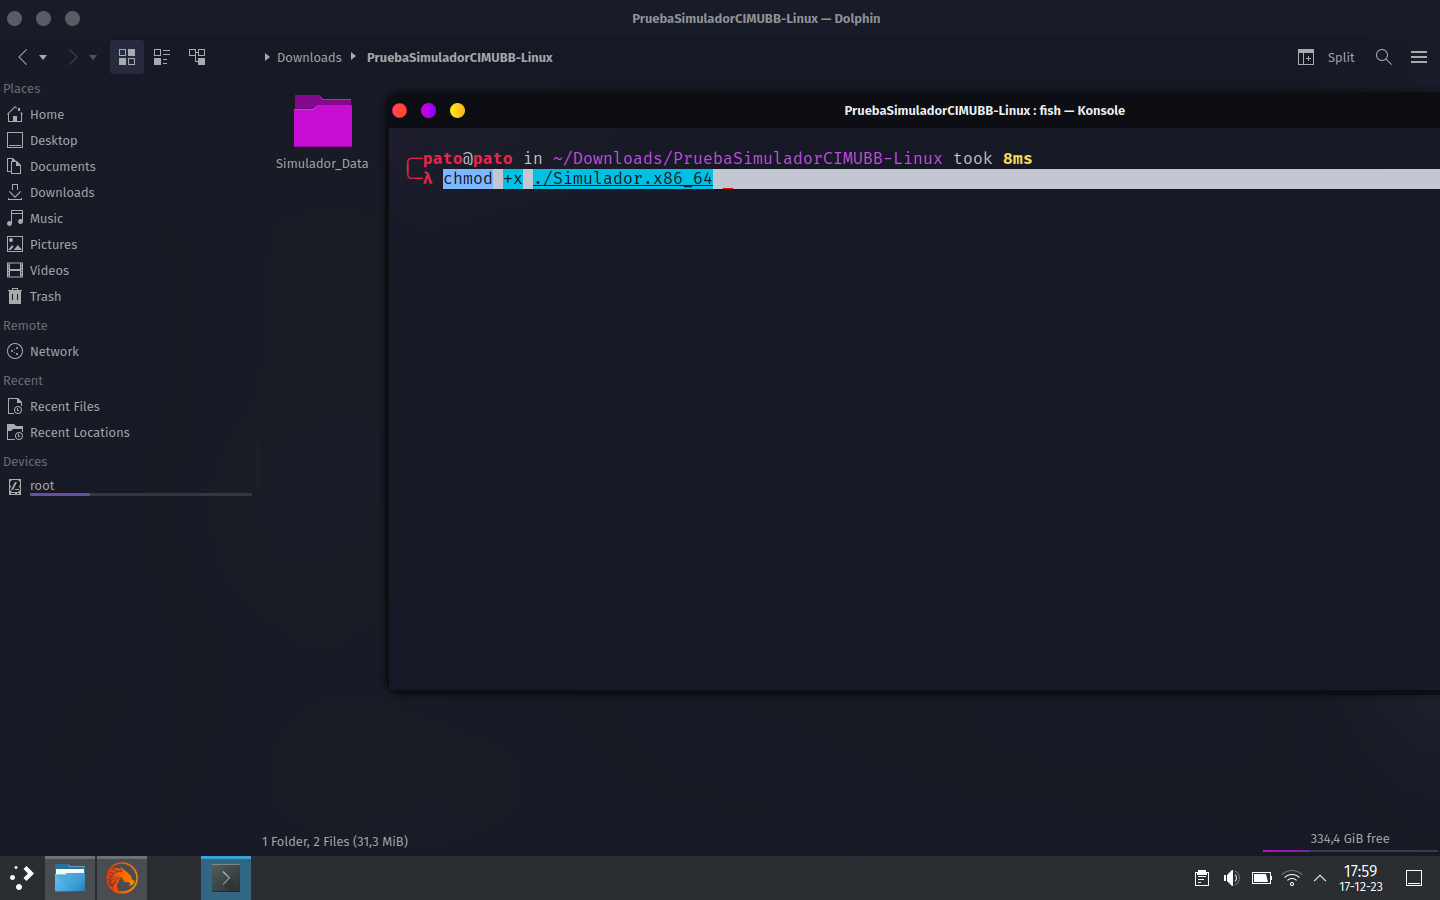 PruebaSimuladorCIMUBB-Linux — Dolphin
Downloads PruebaSimuladorCIMUBB-Linux
Split
Places
Home
Desktop
Documents
Downloads
Music
Pictures
Videos
Trash
Remote
Network
Recent
Recent Files
Recent Locations
Devices
root
Simulador_Data
PruebaSimuladorCIMUBB-Linux : fish — Konsole
pato@pato in ~/Downloads/PruebaSimuladorCIMUBB-Linux took 8ms
λ chmod +x ./Simulador.x86_64
1 Folder, 2 Files (31,3 MiB)
334,4 GiB free
17:59
17-12-23